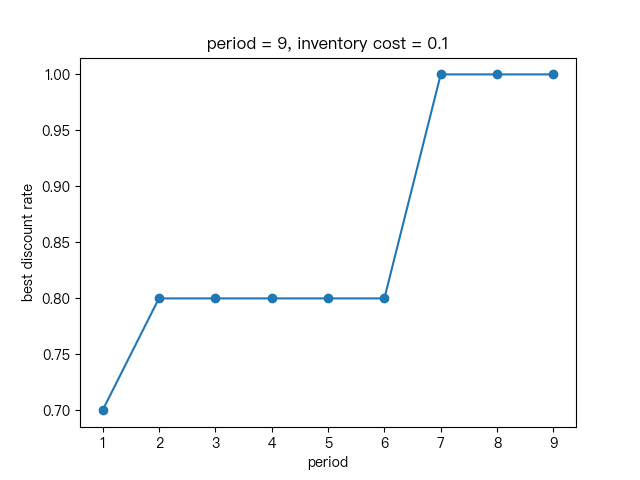 period = 9, inventory cost = 0.1
best discount rate
1.00
0.95
0.90
0.85
0.80
0.75
0.70
1 2 3 4 5 6 7 8 9
period